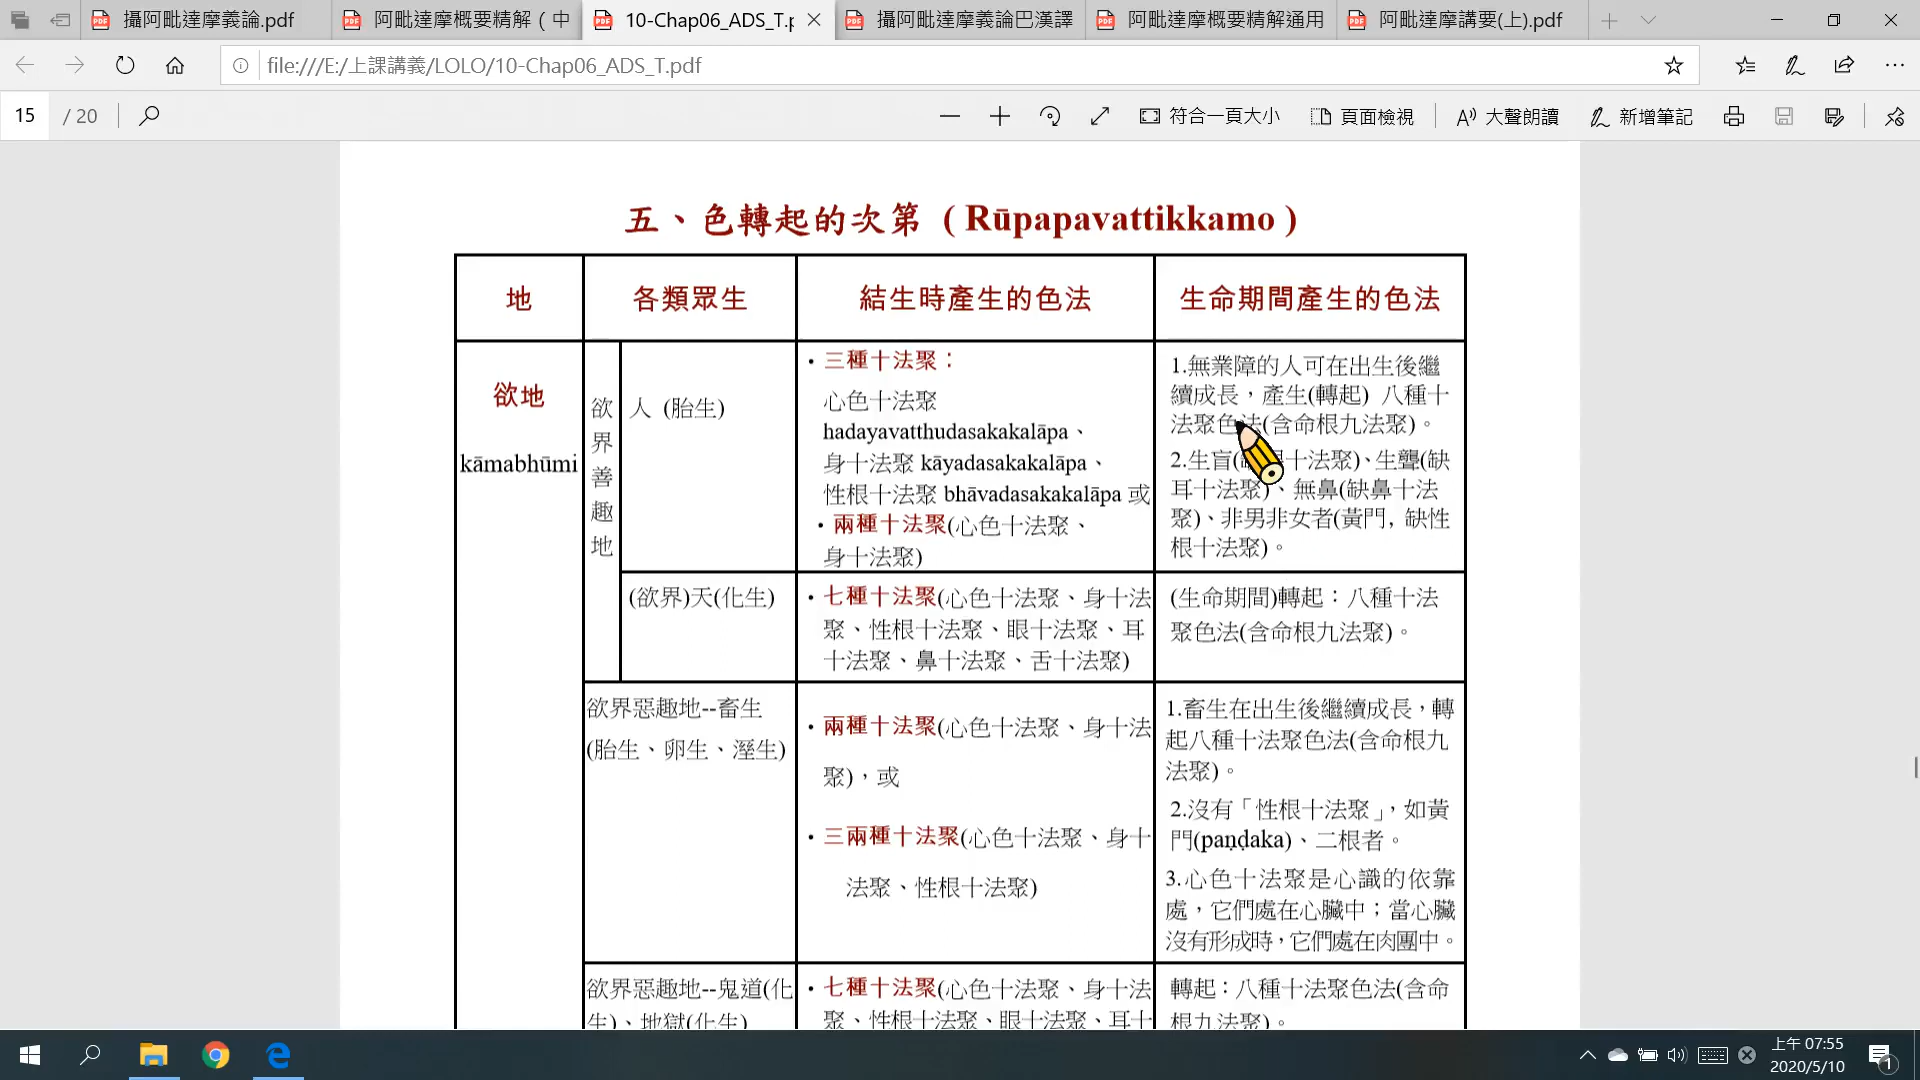 攝阿毗達摩義論.pdf
阿毗達摩概要精解（中
10-Chap06_ADS_T.p
攝阿毗達摩義論巴漢譯
阿毗達摩概要精解通用
阿毗達摩講要(上).pdf
file:///E:/上課講義/LOLO/10-Chap06_ADS_T.pdf
15 / 20
符合一頁大小
頁面檢視
大聲朗讀
新增筆記
五、色轉起的次第 ( Rūpapavattikkamo )
地
各類眾生
結生時產生的色法
生命期間產生的色法
欲地
kāmabhūmi
欲界善趣地
人 (胎生)
• 三種十法聚：
心色十法聚
hadayavatthudasakakalāpa、
身十法聚 kāyadasakakalāpa、
性根十法聚 bhāvadasakakalāpa 或
• 兩種十法聚(心色十法聚、
身十法聚)
1.無業障的人可在出生後繼
續成長，產生(轉起) 八種十
法聚色法(含命根九法聚)。
2.生盲(十法聚)、生聾(缺
耳十法聚)、無鼻(缺鼻十法
聚)、非男非女者(黃門, 缺性
根十法聚)。
(欲界)天(化生)
• 七種十法聚(心色十法聚、身十法
聚、性根十法聚、眼十法聚、耳
十法聚、鼻十法聚、舌十法聚)
(生命期間)轉起：八種十法
聚色法(含命根九法聚)。
欲界惡趣地--畜生
(胎生、卵生、溼生)
• 兩種十法聚(心色十法聚、身十法
聚)，或
• 三兩種十法聚(心色十法聚、身十
法聚、性根十法聚)
1.畜生在出生後繼續成長，轉
起八種十法聚色法(含命根九
法聚)。
2.沒有「性根十法聚」，如黃
門(paṇḍaka)、二根者。
3.心色十法聚是心識的依靠
處，它們處在心臟中；當心臟
沒有形成時，它們處在肉團中。
欲界惡趣地--鬼道(化
生)、地獄(化生)
• 七種十法聚(心色十法聚、身十法
聚、性根十法聚、眼十法聚、耳十
轉起：八種十法聚色法(含命
根九法聚)。
上午 07:55
2020/5/10
1